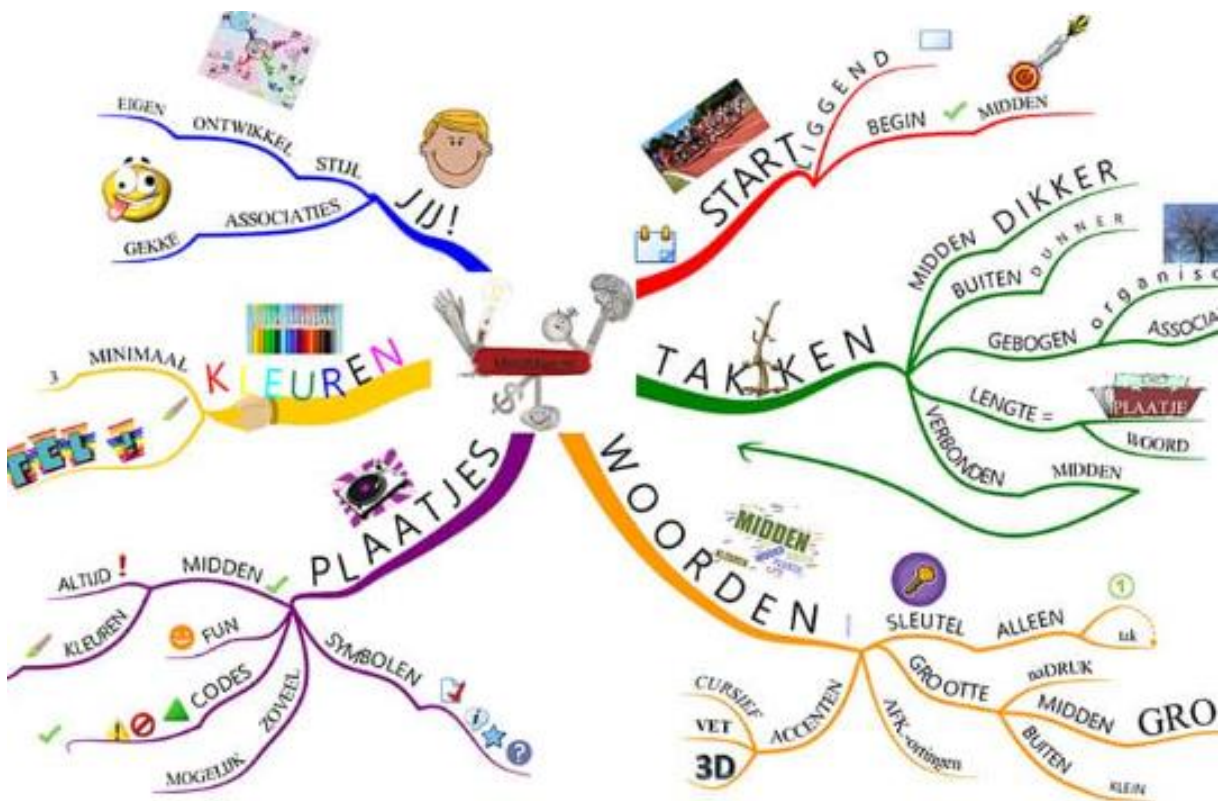 START
LIGGEND
BEGIN
MIDDEN
TAKKEN
MIDDEN DIKKER
BUITEN DUNNER
GEBOGEN
organisc
ASSOCIA
LENGTE =
PLAATJE
WOORD
VERBONDEN
MIDDEN
WOORDEN
MIDDEN
SLEUTEL
ALLEEN
1
tak
GROOTTE
naDRUK
MIDDEN
GRO
BUITEN
KLEIN
AFK.-ortingen
ACCENTEN
CURSIEF
VET
3D
PLAATJES
MIDDEN
ALTIJD
KLEUREN
FUN
CODES
ZOVEEL
MOGELIJK
SYMBOLEN
KLEUREN
MINIMAAL
3
JIJ!
STIJL
ONTWIKKEL
EIGEN
ASSOCIATIES
GEKKE